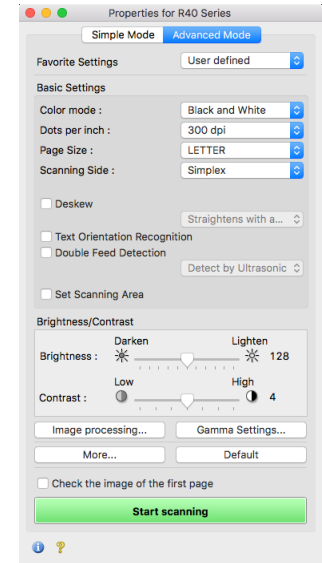 Properties for R40 Series
Simple Mode Advanced Mode
Favorite Settings User defined
Basic Settings
Color mode : Black and White
Dots per inch : 300 dpi
Page Size : LETTER
Scanning Side : Simplex
Deskew
Straightens with a...
Text Orientation Recognition
Double Feed Detection
Detect by Ultrasonic
Set Scanning Area
Brightness/Contrast
Darken Lighten
Brightness : 128
Low High
Contrast : 4
Image processing... Gamma Settings...
More... Default
Check the image of the first page
Start scanning